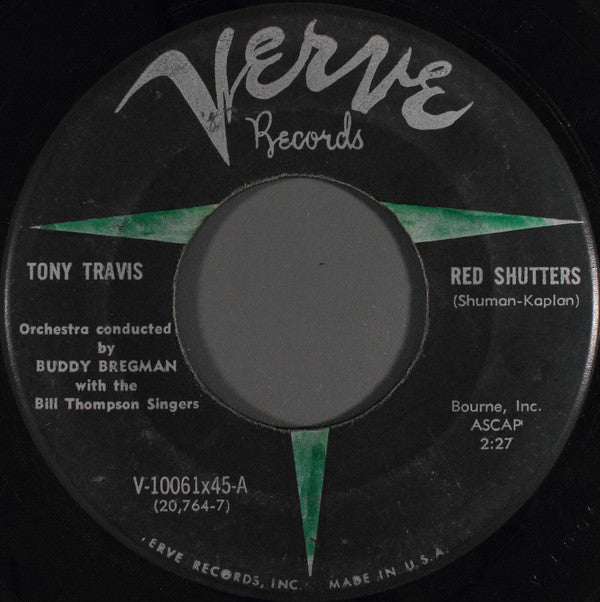 Verve
Records
TONY TRAVIS
Orchestra conducted
by
BUDDY BREGMAN
with the
Bill Thompson Singers
RED SHUTTERS
(Shuman-Kaplan)
Bourne, Inc.
ASCAP
2:27
V-10061x45-A
(20,764-7)
VERVE RECORDS, INC. MADE IN U.S.A.